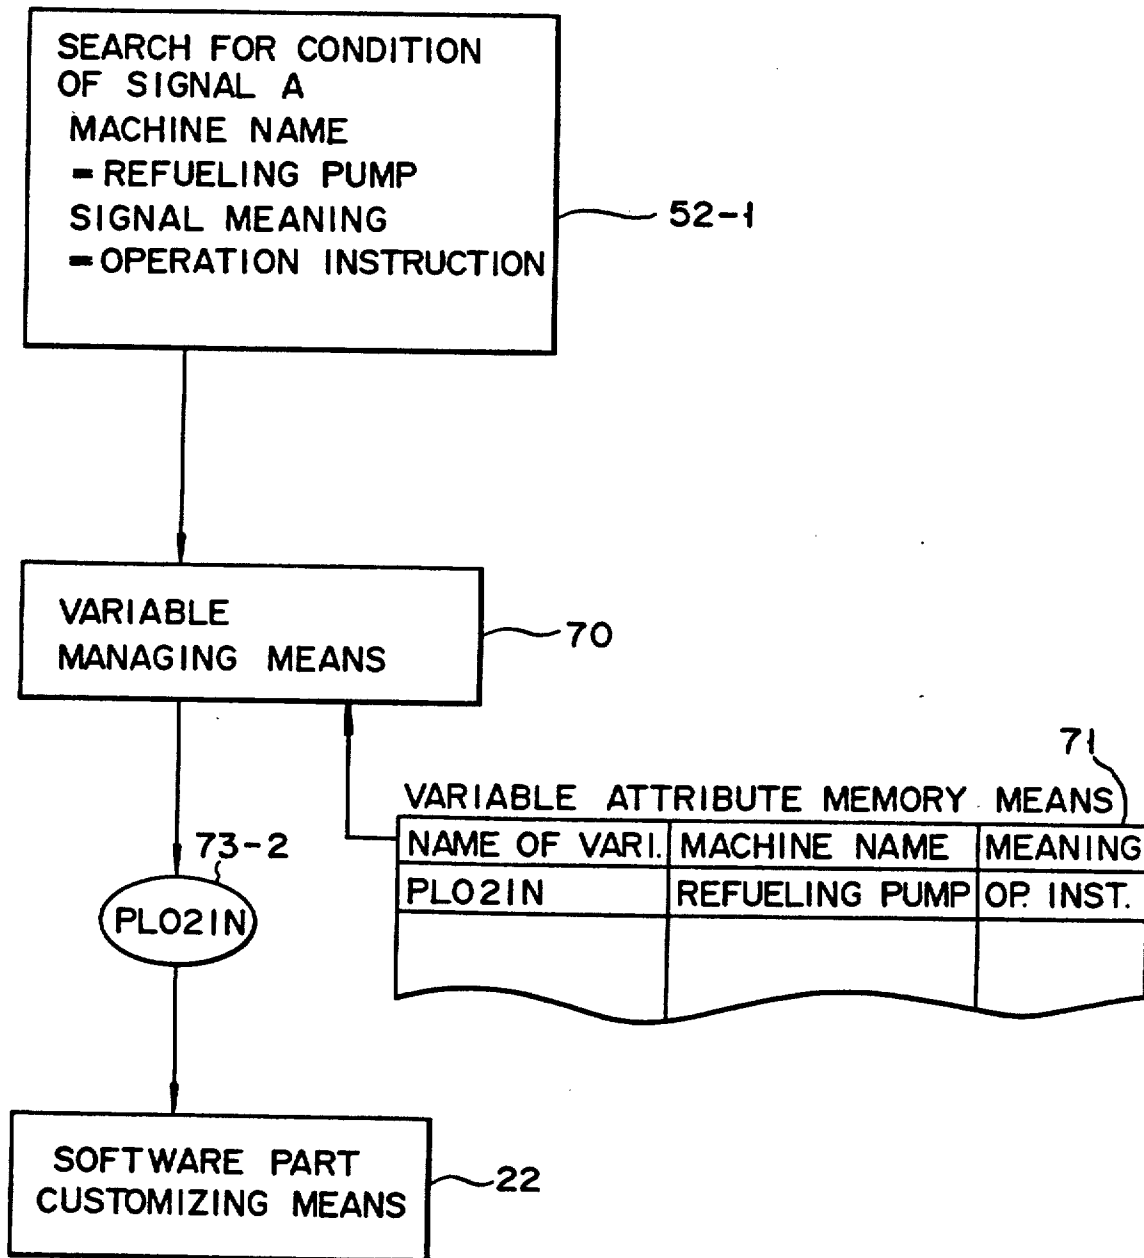 SEARCH FOR CONDITION
OF SIGNAL A
MACHINE NAME
= REFUELING PUMP
SIGNAL MEANING
= OPERATION INSTRUCTION
52-1
VARIABLE
MANAGING MEANS
70
71
VARIABLE ATTRIBUTE MEMORY MEANS
NAME OF VARI. MACHINE NAME MEANING
PL02IN REFUELING PUMP OP. INST.
73-2
PL02IN
SOFTWARE PART
CUSTOMIZING MEANS
22